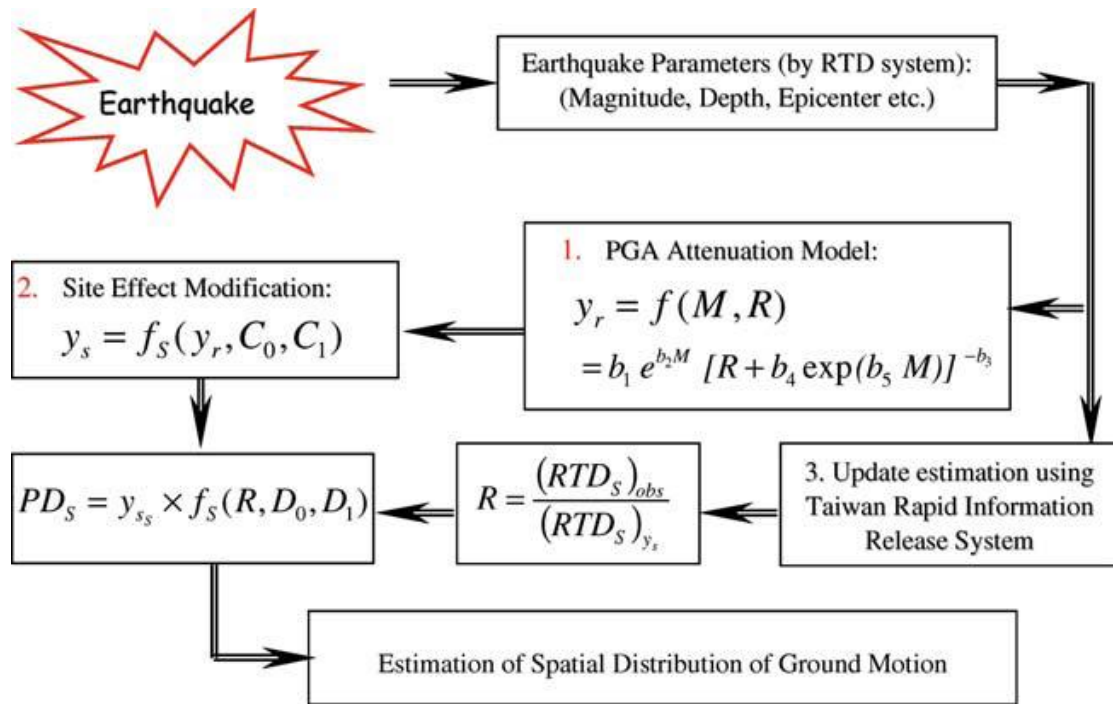 Earthquake
Earthquake Parameters (by RTD system):
(Magnitude, Depth, Epicenter etc.)
1. PGA Attenuation Model:
y_r = f(M, R)
= b_1 e^{b_2 M} [R + b_4 exp(b_5 M)]^{-b_3}
2. Site Effect Modification:
y_s = f_S(y_r, C_0, C_1)
3. Update estimation using
Taiwan Rapid Information
Release System
R = (RTD_S)_{obs} / (RTD_S)_{y_s}
PD_S = y_{s_S} × f_S(R, D_0, D_1)
Estimation of Spatial Distribution of Ground Motion